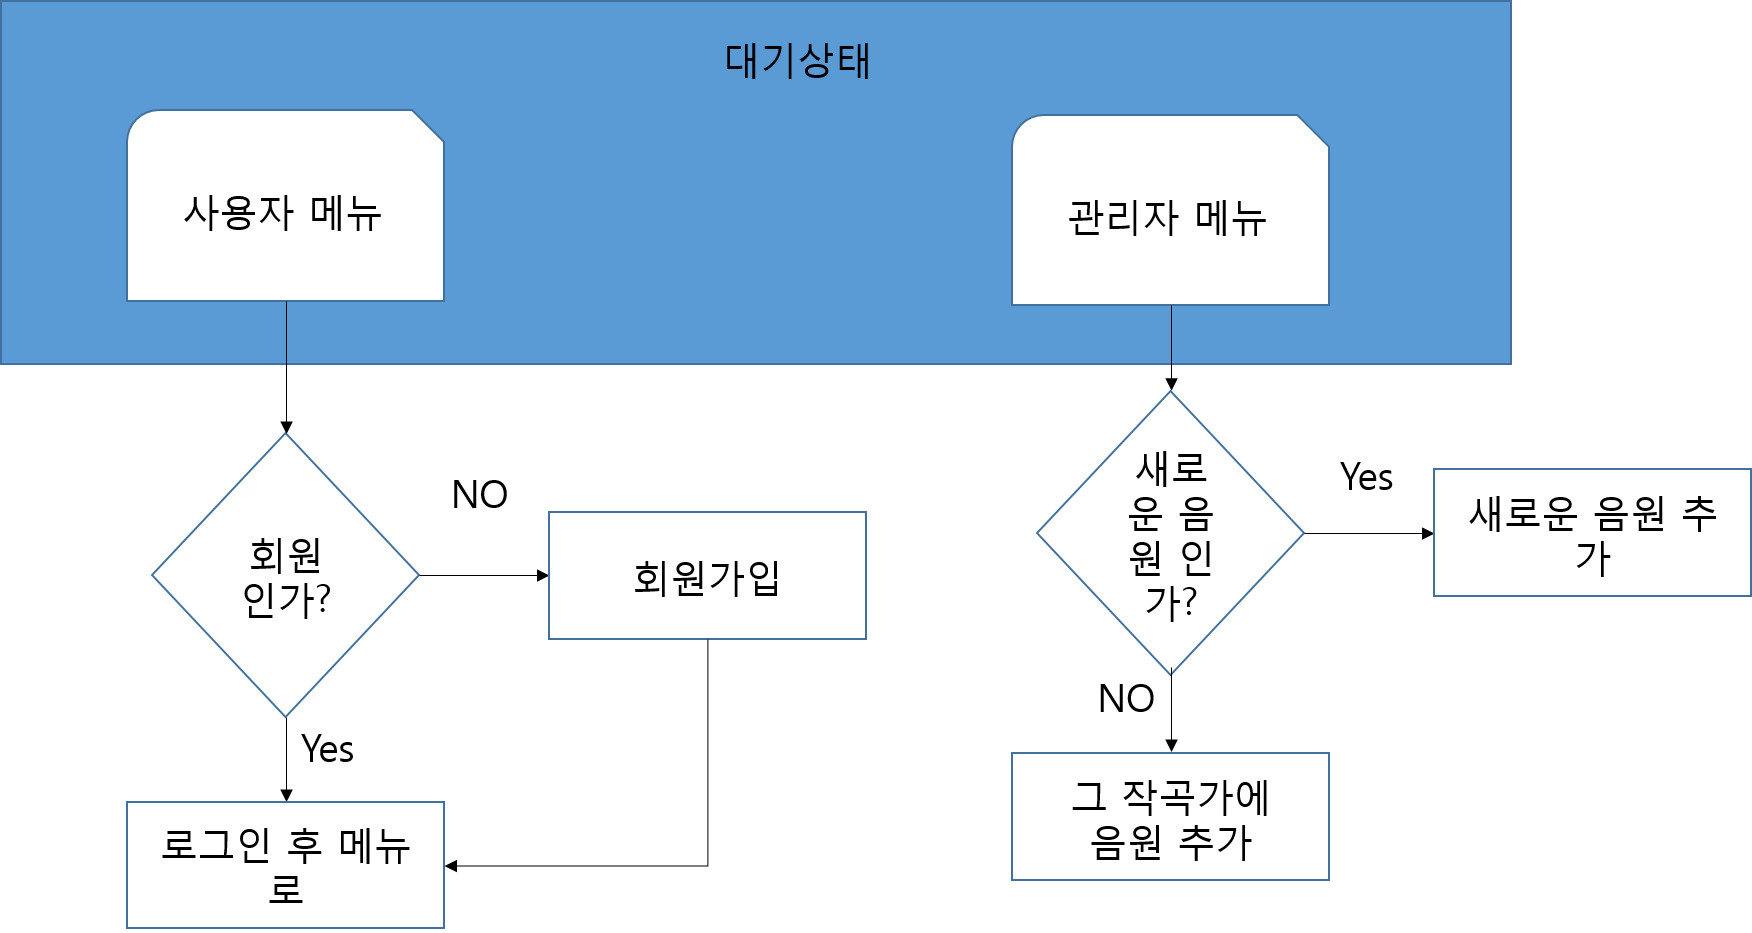 대기상태
사용자 메뉴
관리자 메뉴
회원
인가?
NO
회원가입
Yes
로그인 후 메뉴
로
새로
운 음
원 인
가?
Yes
새로운 음원 추
가
NO
그 작곡가에
음원 추가